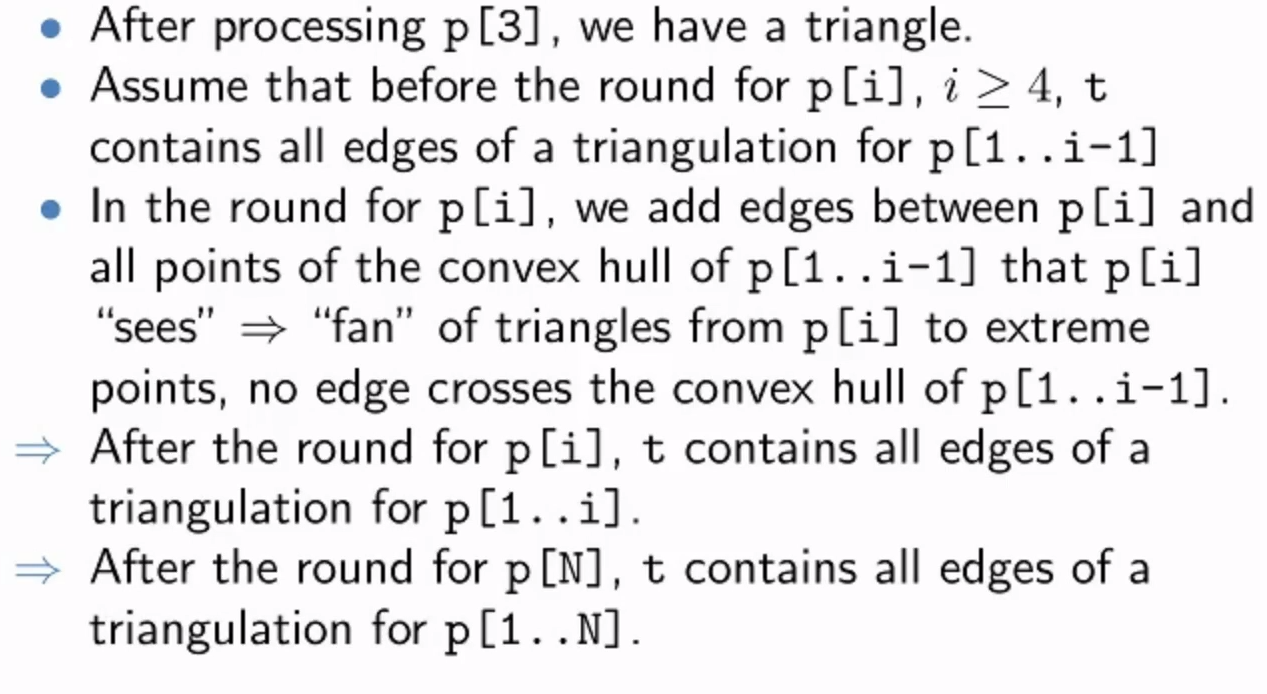 • After processing p[3], we have a triangle.
• Assume that before the round for p[i], i ≥ 4, t
contains all edges of a triangulation for p[1..i-1]
• In the round for p[i], we add edges between p[i] and
all points of the convex hull of p[1..i-1] that p[i]
“sees” ⇒ “fan” of triangles from p[i] to extreme
points, no edge crosses the convex hull of p[1..i-1].
⇒ After the round for p[i], t contains all edges of a
triangulation for p[1..i].
⇒ After the round for p[N], t contains all edges of a
triangulation for p[1..N].